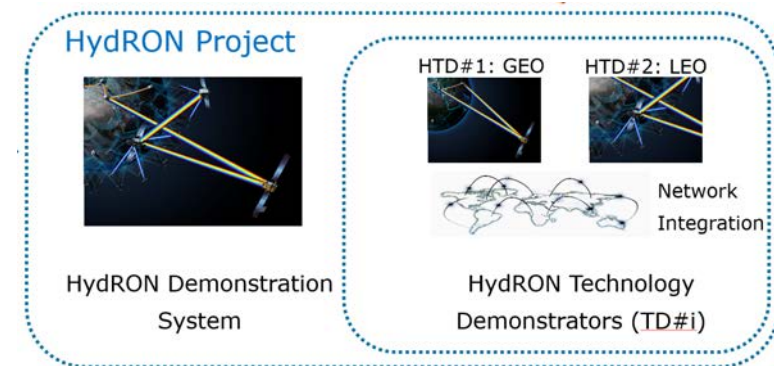 HydRON Project
HTD#1: GEO
HTD#2: LEO
Network
Integration
HydRON Demonstration
System
HydRON Technology
Demonstrators (TD#i)